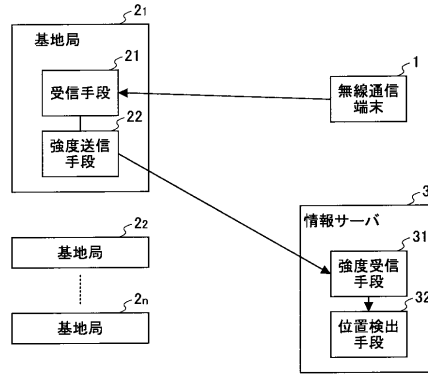 2₁
基地局
21
受信手段
22
強度送信
手段
1
無線通信
端末
2₂
基地局
2n
基地局
3
情報サーバ
31
強度受信
手段
32
位置検出
手段